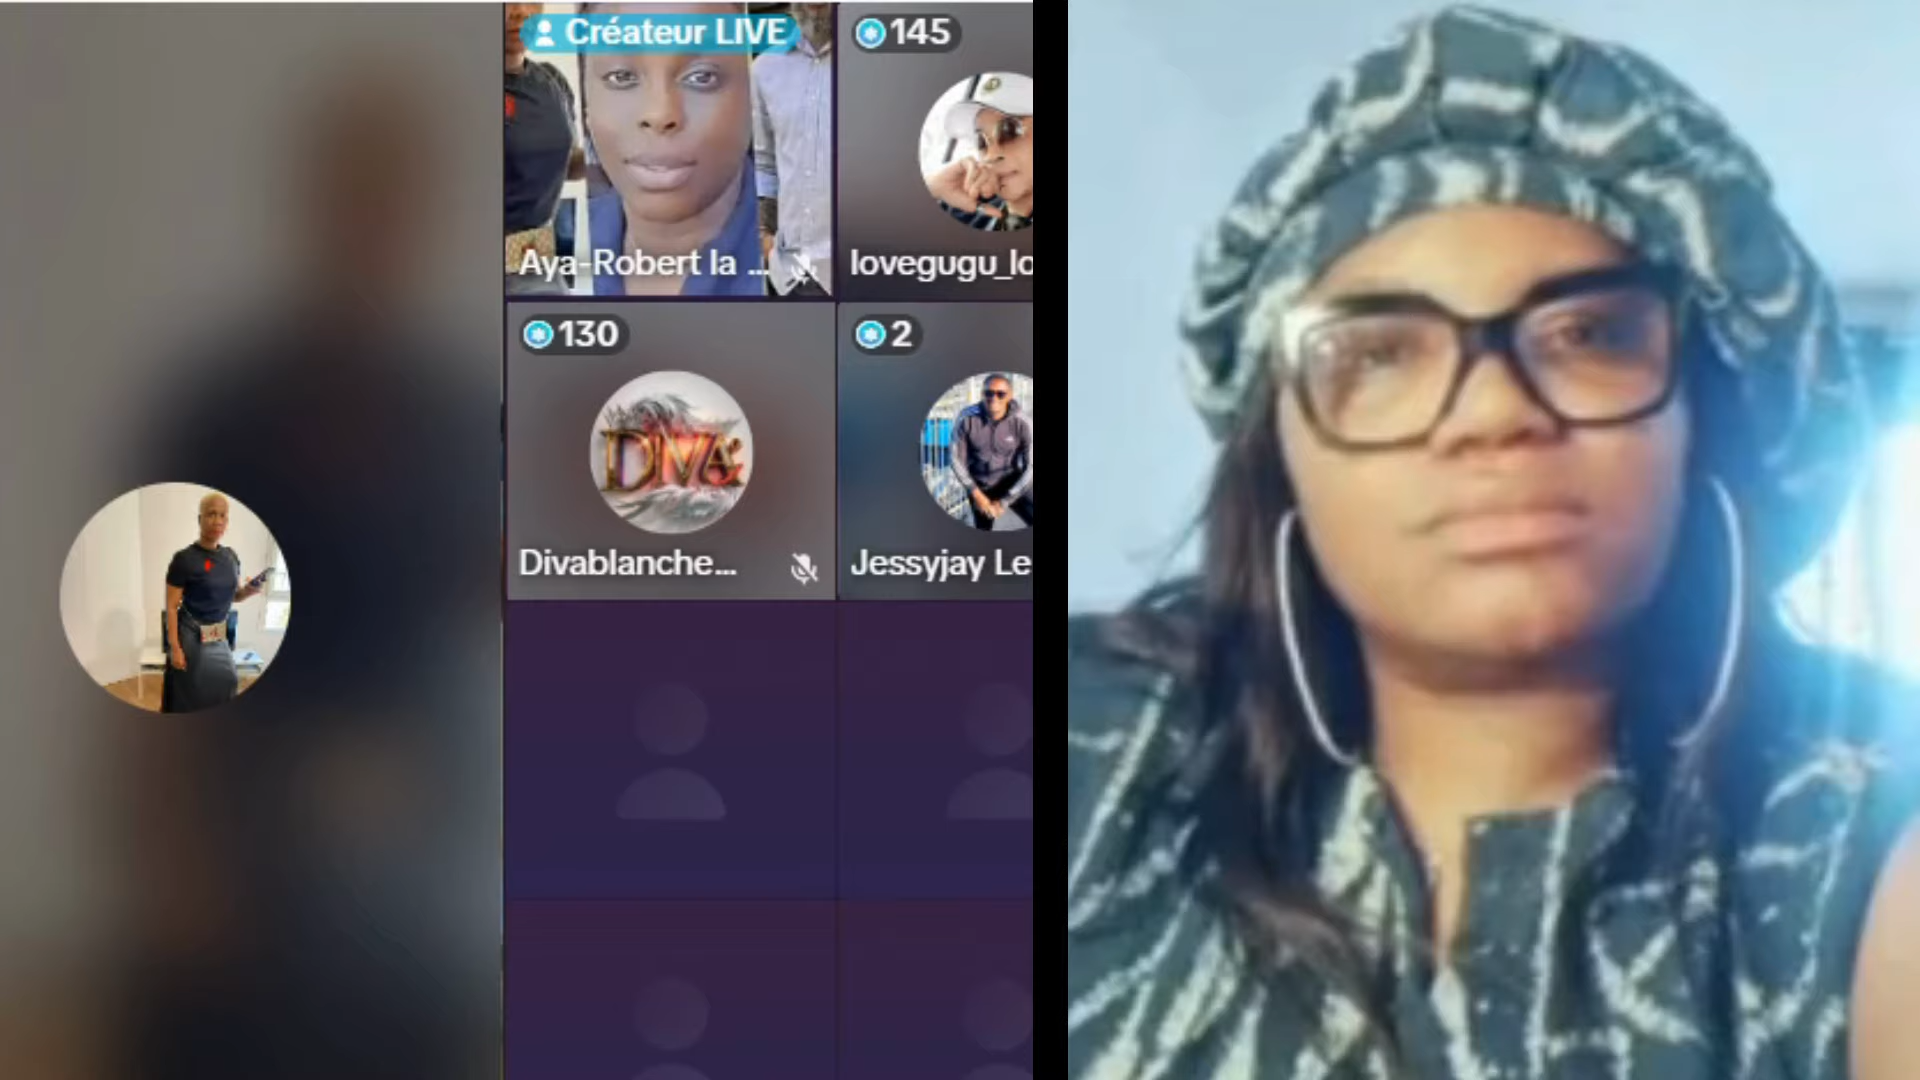 Créateur LIVE
145
Aya-Robert la ...
lovegugu_lo
130
2
DIVA
Divablanche...
Jessyjay Le